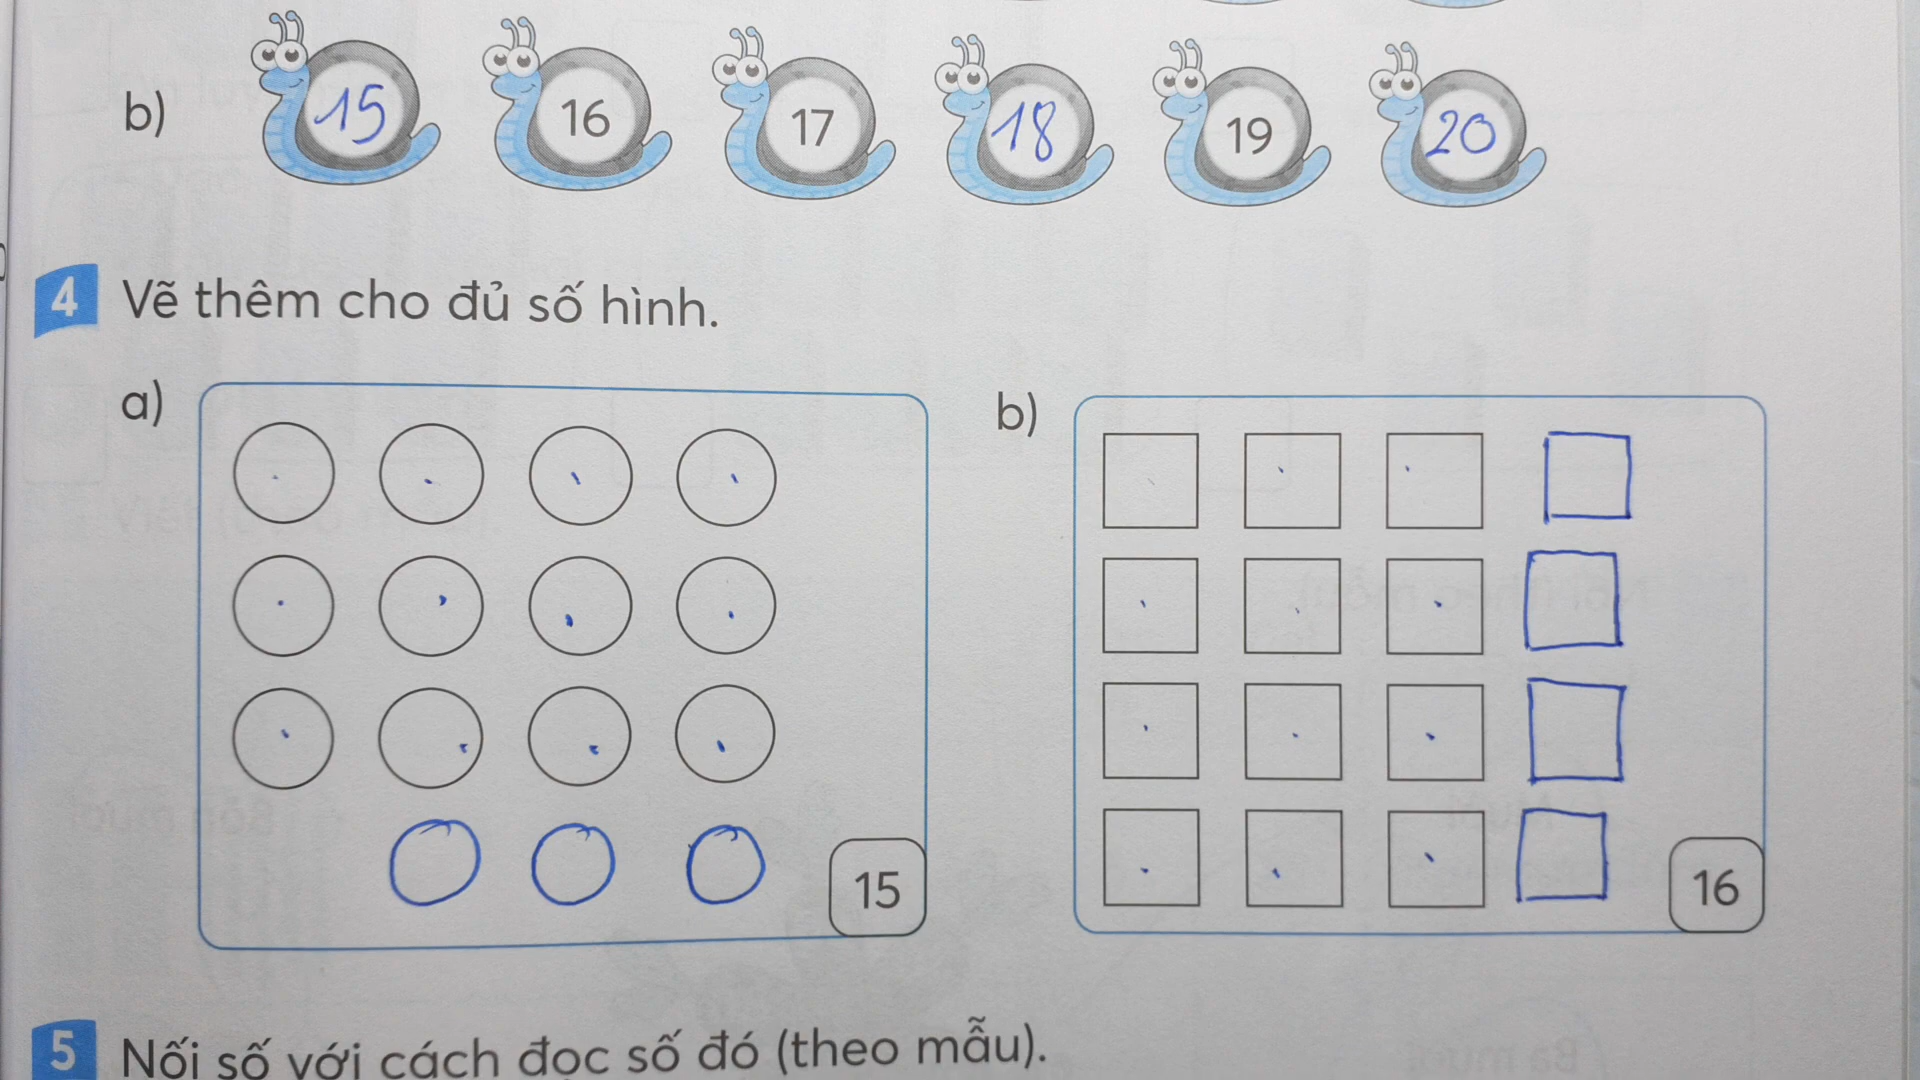 b) 15 16 17 18 19 20
4 Vẽ thêm cho đủ số hình.
a) b)
15 16
5 Nối số với cách đọc số đó (theo mẫu).